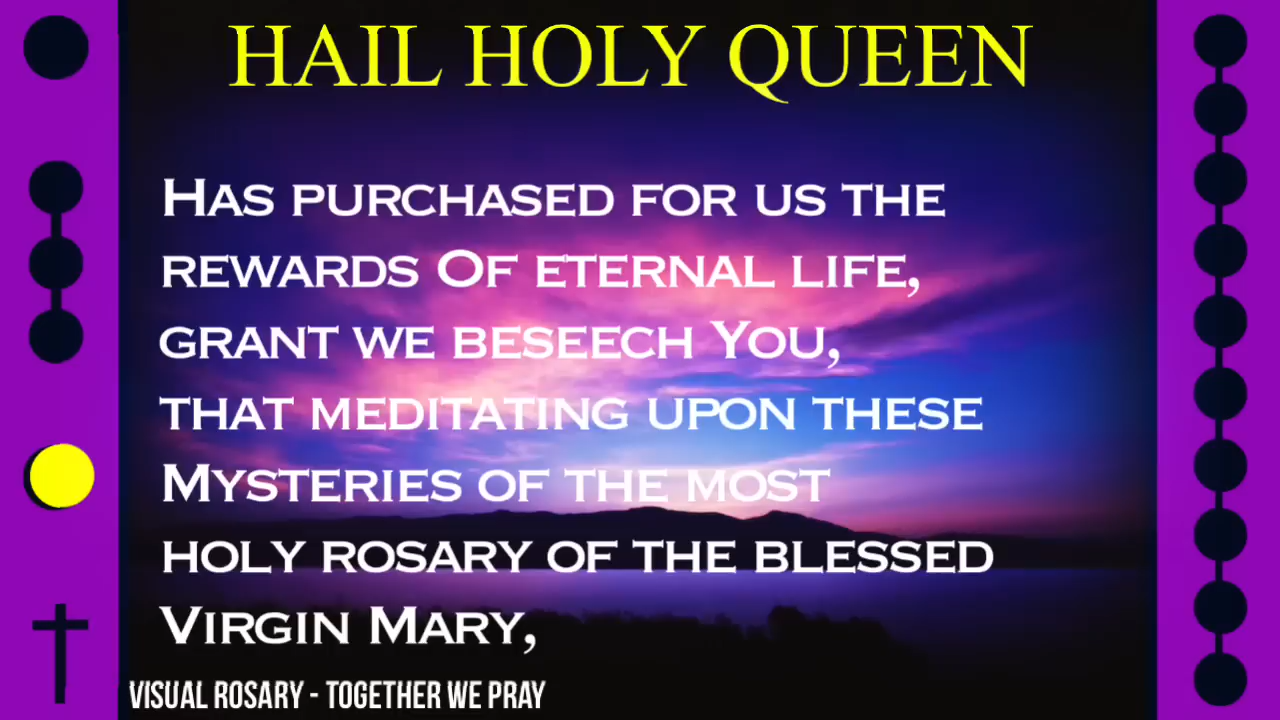 HAIL HOLY QUEEN
HAS PURCHASED FOR US THE
REWARDS OF ETERNAL LIFE,
GRANT WE BESEECH YOU,
THAT MEDITATING UPON THESE
MYSTERIES OF THE MOST
HOLY ROSARY OF THE BLESSED
VIRGIN MARY,
VISUAL ROSARY - TOGETHER WE PRAY